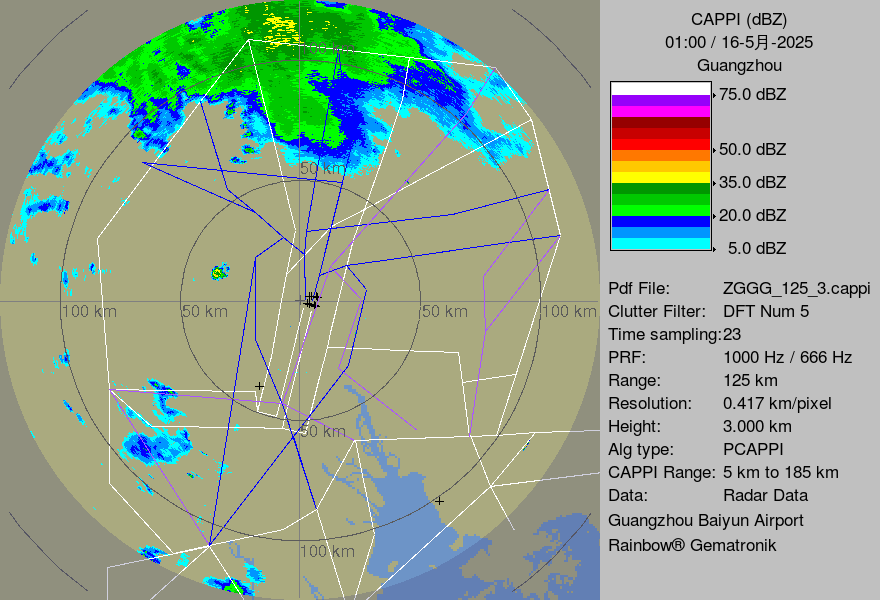 CAPPI (dBZ)
01:00 / 16-5月-2025
Guangzhou
75.0 dBZ
50.0 dBZ
35.0 dBZ
20.0 dBZ
5.0 dBZ
Pdf File: ZGGG_125_3.cappi
Clutter Filter: DFT Num 5
Time sampling:23
PRF: 1000 Hz / 666 Hz
Range: 125 km
Resolution: 0.417 km/pixel
Height: 3.000 km
Alg type: PCAPPI
CAPPI Range: 5 km to 185 km
Data: Radar Data
Guangzhou Baiyun Airport
Rainbow® Gematronik
100 km
50 km
100 km
50 km
50 km
100 km
50 km
100 km